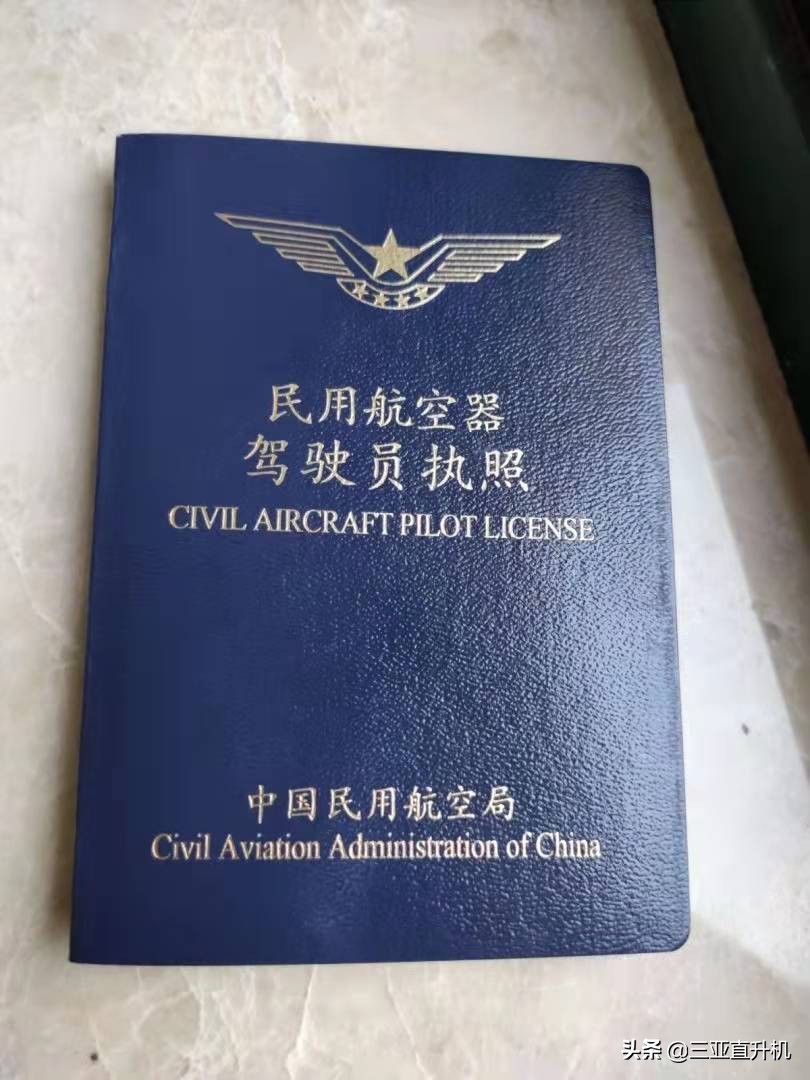 民用航空器
驾驶员执照
CIVIL AIRCRAFT PILOT LICENSE
中国民用航空局
Civil Aviation Administration of China
头条 @三亚直升机